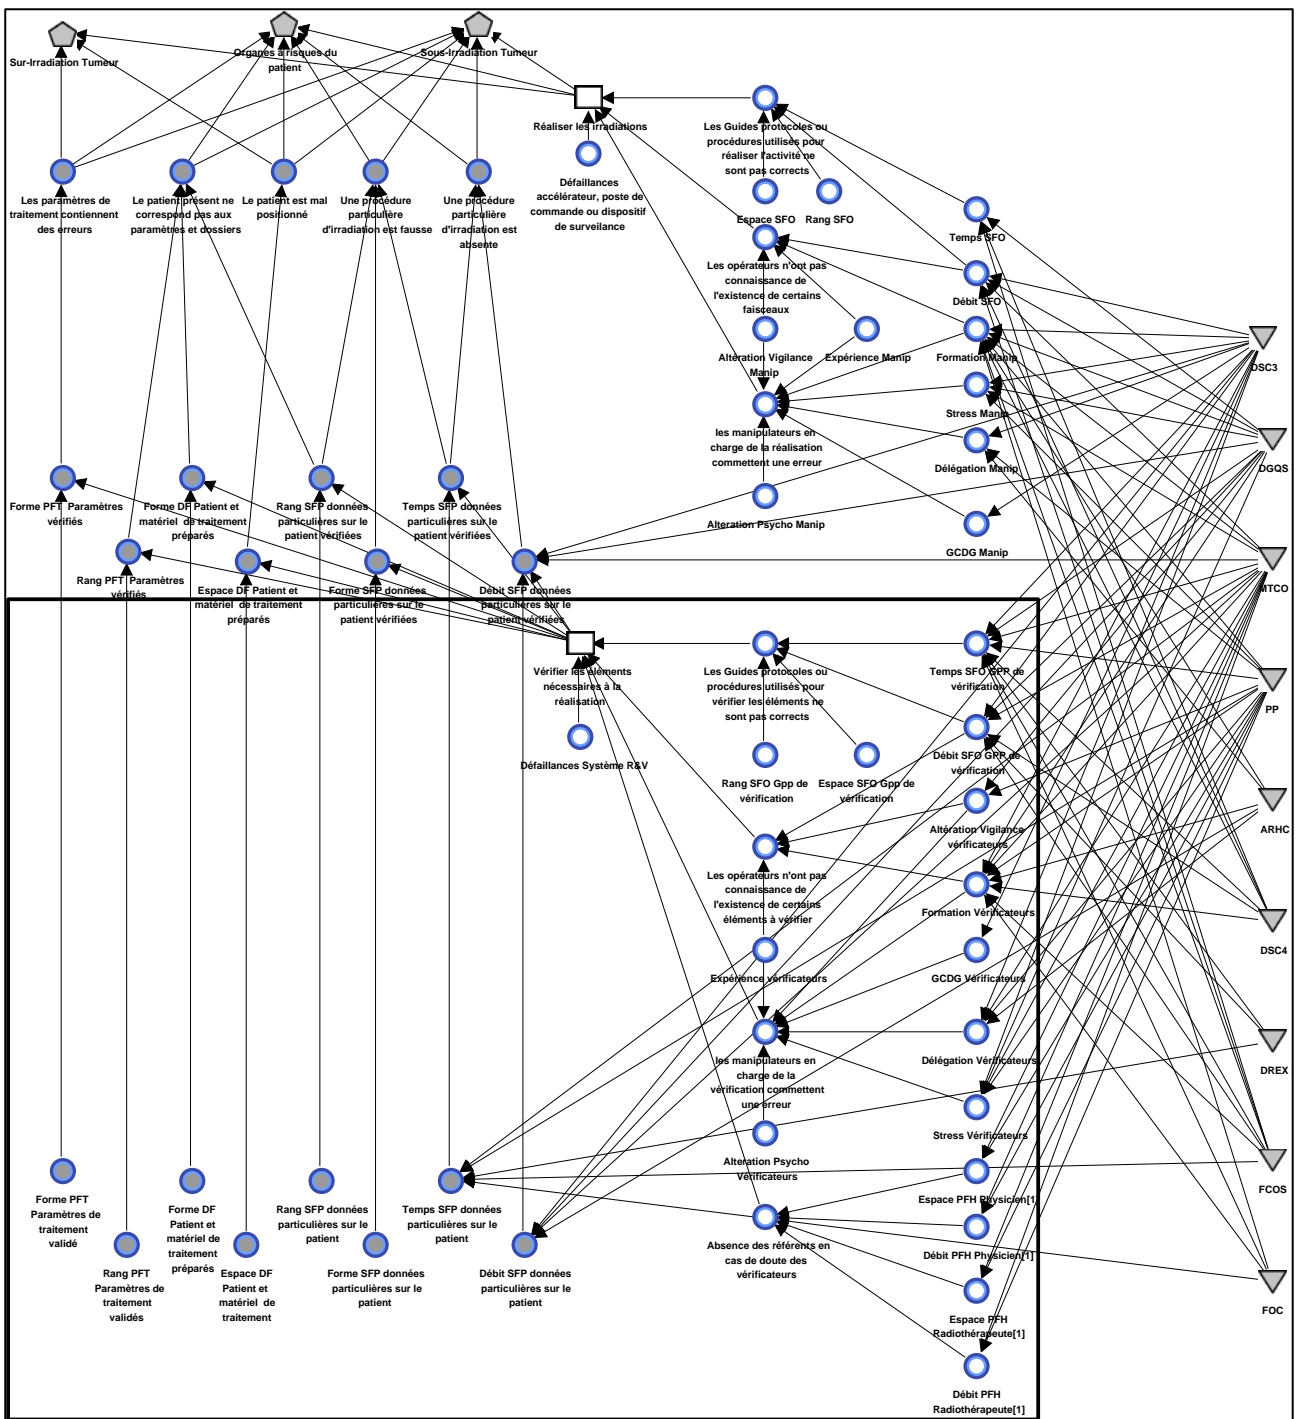 Sur-Irradiation Tumeur
Organes à risques du
patient
Sous-Irradiation Tumeur
Réaliser les irradiations
Défaillances
accélérateur, poste de
commande ou dispositif
de surveilance
Les Guides protocoles ou
procédures utilisés pour
réaliser l'activité ne
sont pas corrects
Espace SFO
Rang SFO
Les paramètres de
traitement contiennent
des erreurs
Le patient présent ne
correspond pas aux
paramètres et dossiers
Le patient est mal
positionné
Une procédure
particulière
d'irradiation est fausse
Une procédure
particulière
d'irradiation est
absente
Temps SFO
Les opérateurs n'ont pas
connaissance de
l'existence de certains
faisceaux
Débit SFO
Altération Vigilance
Manip
Expérience Manip
Formation Manip
DSC3
Stress Manip
les manipulateurs en
charge de la réalisation
commettent une erreur
Délégation Manip
DGQS
Alteration Psycho Manip
GCDG Manip
Forme PFT Paramètres
vérifiés
Forme DF Patient et
matériel de traitement
préparés
Rang SFP données
particulières sur le
patient vérifiées
Temps SFP données
particulières sur le
patient vérifiées
Rang PFT Paramètres
vérifiés
Espace DF Patient et
matériel de traitement
préparés
Forme SFP données
particulières sur le
patient vérifiées
Débit SFP données
particulières sur le
patient vérifiées
MTCO
Vérifier les éléments
nécessaires à la
réalisation
Défaillances Système R&V
Les Guides protocoles ou
procédures utilisés pour
vérifier les éléments ne
sont pas corrects
Temps SFO GPP de
vérification
PP
Débit SFO GPP de
vérification
Rang SFO Gpp de
vérification
Espace SFO Gpp de
vérification
Altération Vigilance
vérificateurs
ARHC
Les opérateurs n'ont pas
connaissance de
l'existence de certains
éléments à vérifier
Formation Vérificateurs
DSC4
Expérience vérificateurs
GCDG Vérificateurs
les manipulateurs en
charge de la
vérification commettent
une erreur
Délégation Vérificateurs
DREX
Stress Vérificateurs
Alteration Psycho
Vérificateurs
Espace PFH Physicien[1]
FCOS
Absence des référents en
cas de doute des
vérificateurs
Débit PFH Physicien[1]
Espace PFH
Radiothérapeute[1]
FOC
Débit PFH
Radiothérapeute[1]
Forme PFT
Paramètres de
traitement
validé
Forme DF
Patient et
matériel de
traitement
préparés
Rang SFP données
particulières sur le
patient
Temps SFP données
particulières sur le
patient
Rang PFT
Paramètres de
traitement
validés
Espace DF
Patient et
matériel de
traitement
Forme SFP données
particulières sur le
patient
Débit SFP données
particulières sur le
patient